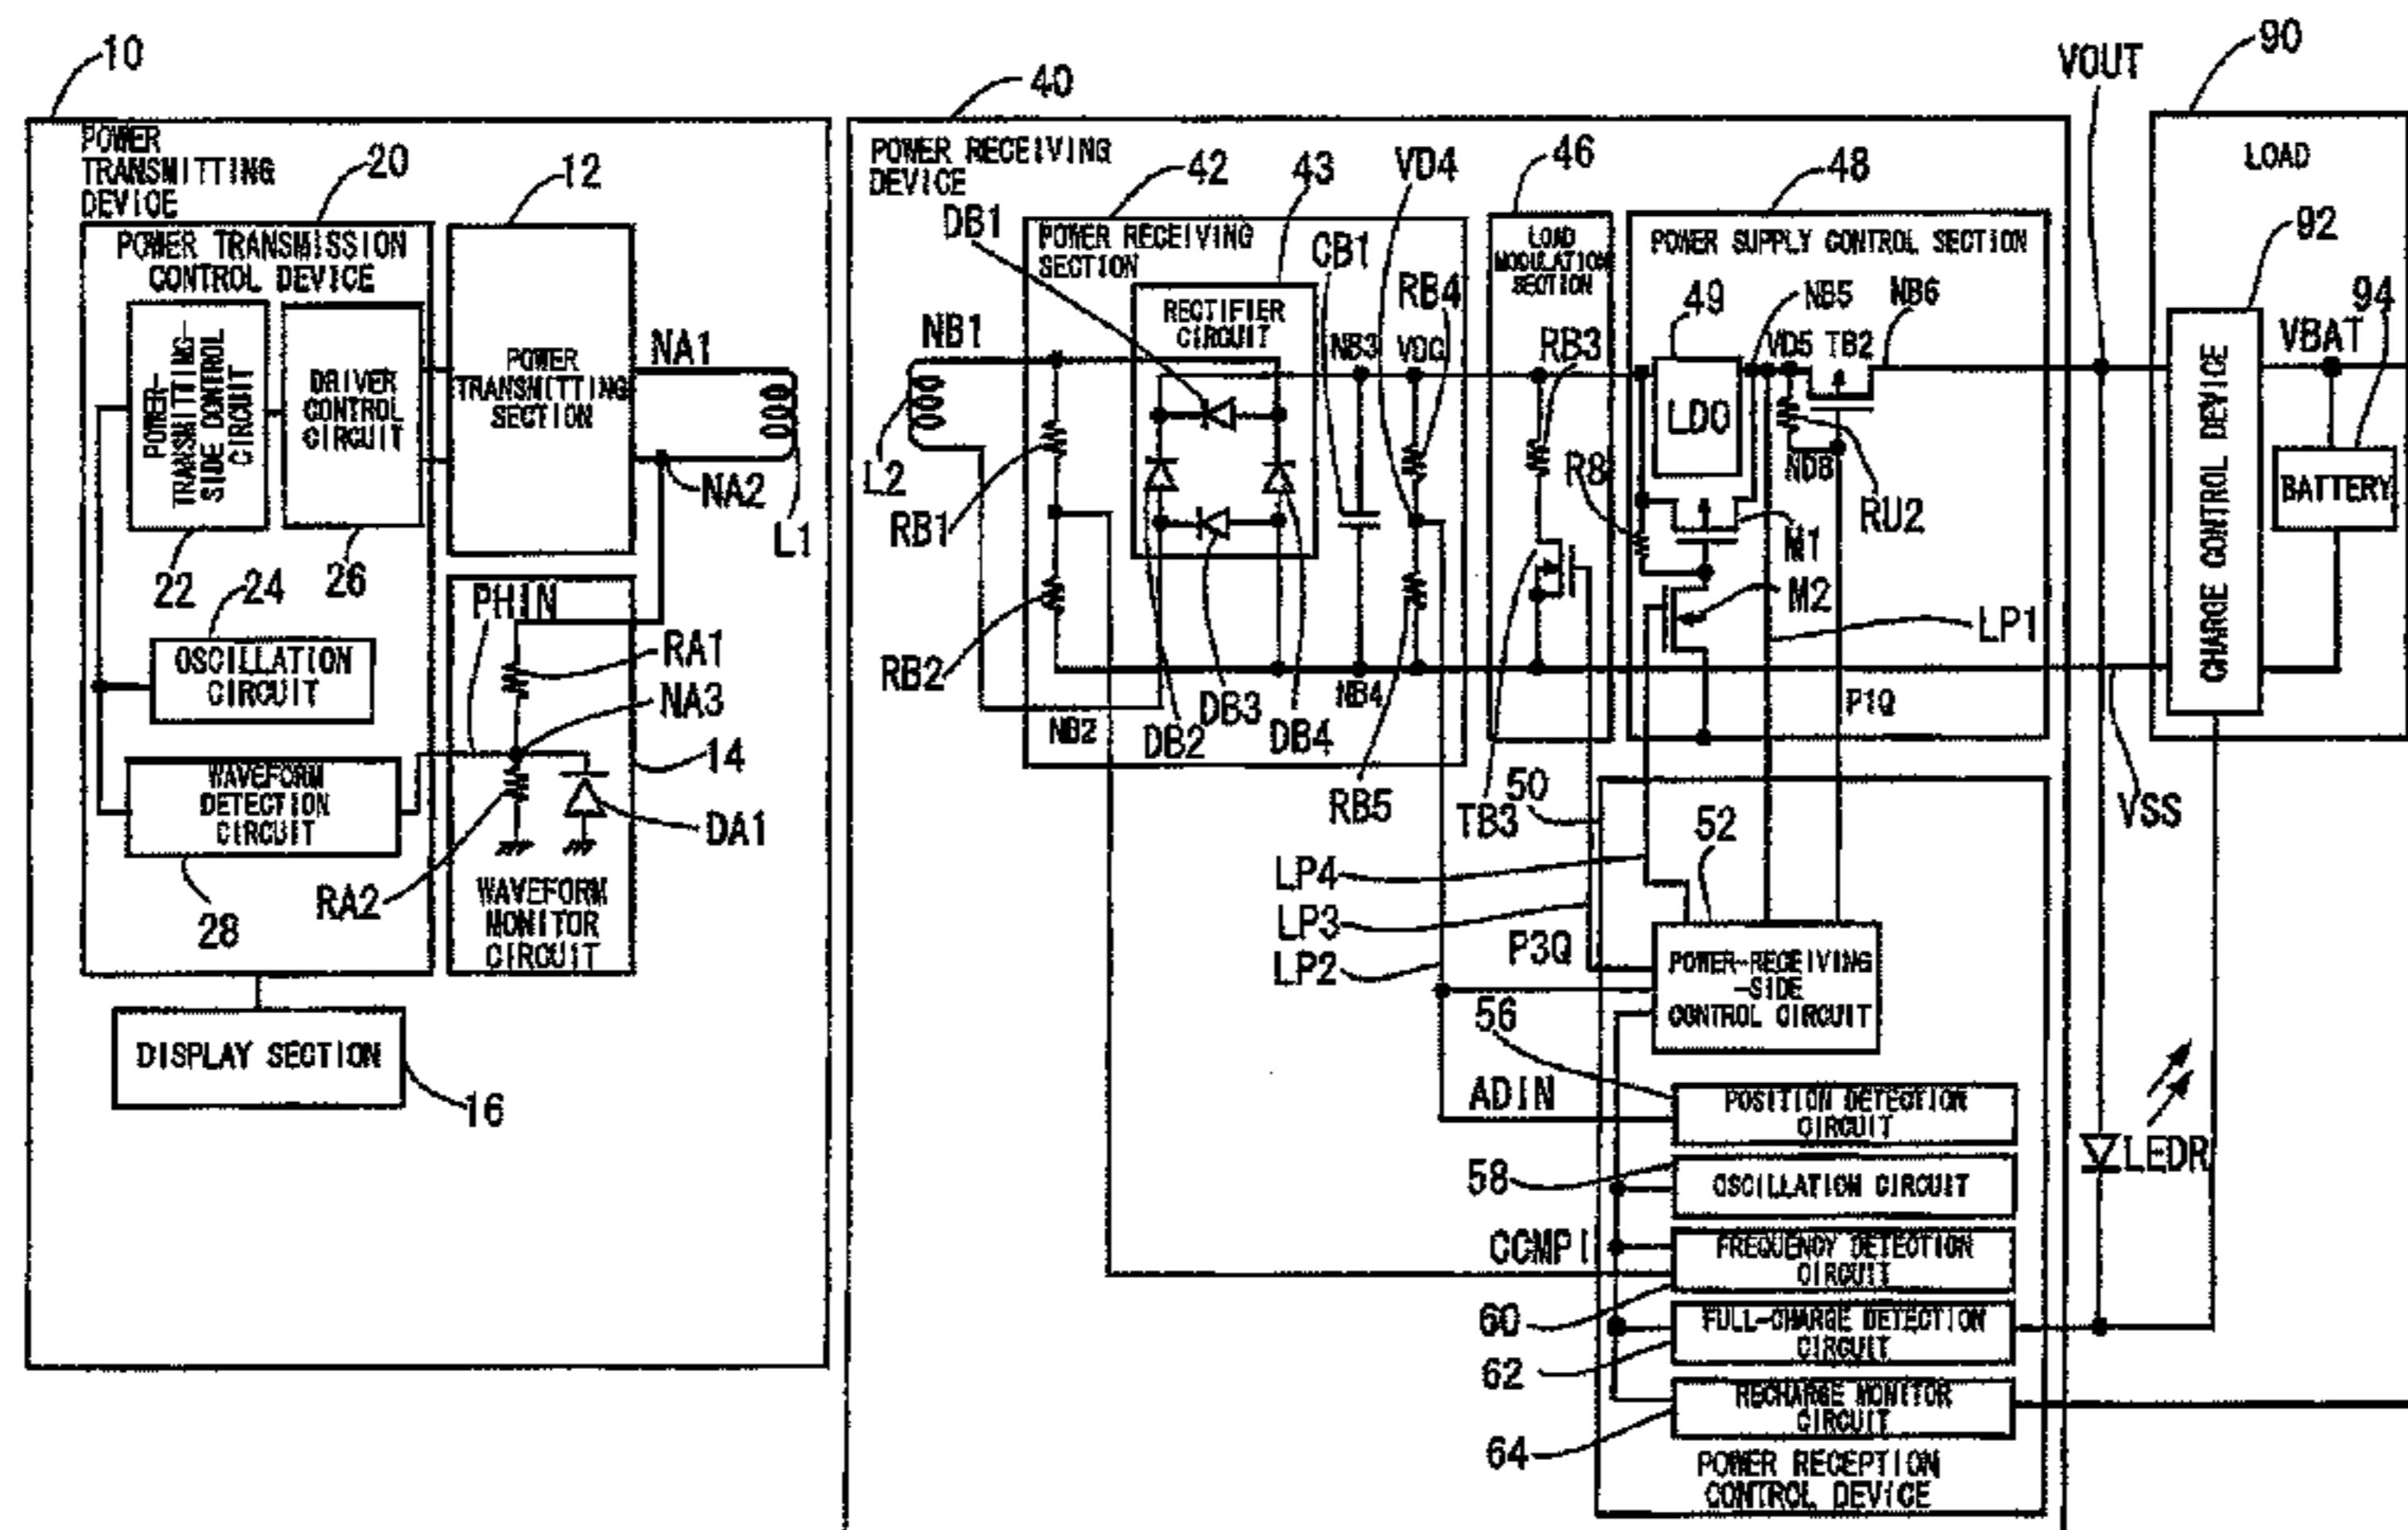 10
POWER
TRANSMITTING
DEVICE
20
12
POWER TRANSMISSION
CONTROL DEVICE
POWER-
TRANSMITTING-
SIDE CONTROL
CIRCUIT
DRIVER
CONTROL
CIRCUIT
POWER
TRANSMITTING
SECTION
NA1
NA2
L1
22
24
26
PHIN
OSCILLATION
CIRCUIT
RA1
NA3
14
WAVEFORM
DETECTION
CIRCUIT
DA1
RA2
28
WAVEFORM
MONITOR
CIRCUIT
DISPLAY SECTION
16
40
POWER RECEIVING
DEVICE
42
43
VD4
46
48
DB1
POWER RECEIVING
SECTION
CB1
RB4
LOAD
MODULATION
SECTION
POWER SUPPLY CONTROL SECTION
RECTIFIER
CIRCUIT
NB1
NB3
RB3
49
NB5
NB6
VD5
TB2
LDO
L2
RB1
R8
RU2
M1
M2
RB2
LP1
NB2
DB2
DB3
DB4
NB4
P1Q
RB5
TB3
50
52
LP4
LP3
P3Q
LP2
POWER-RECEIVING
-SIDE
CONTROL CIRCUIT
56
ADIN
POSITION DETECTION
CIRCUIT
58
OSCILLATION CIRCUIT
FREQUENCY DETECTION
CIRCUIT
60
FULL-CHARGE DETECTION
CIRCUIT
62
RECHARGE MONITOR
CIRCUIT
64
POWER RECEPTION
CONTROL DEVICE
VOUT
90
LOAD
92
CHARGE CONTROL DEVICE
VBAT
94
BATTERY
VSS
LEDR